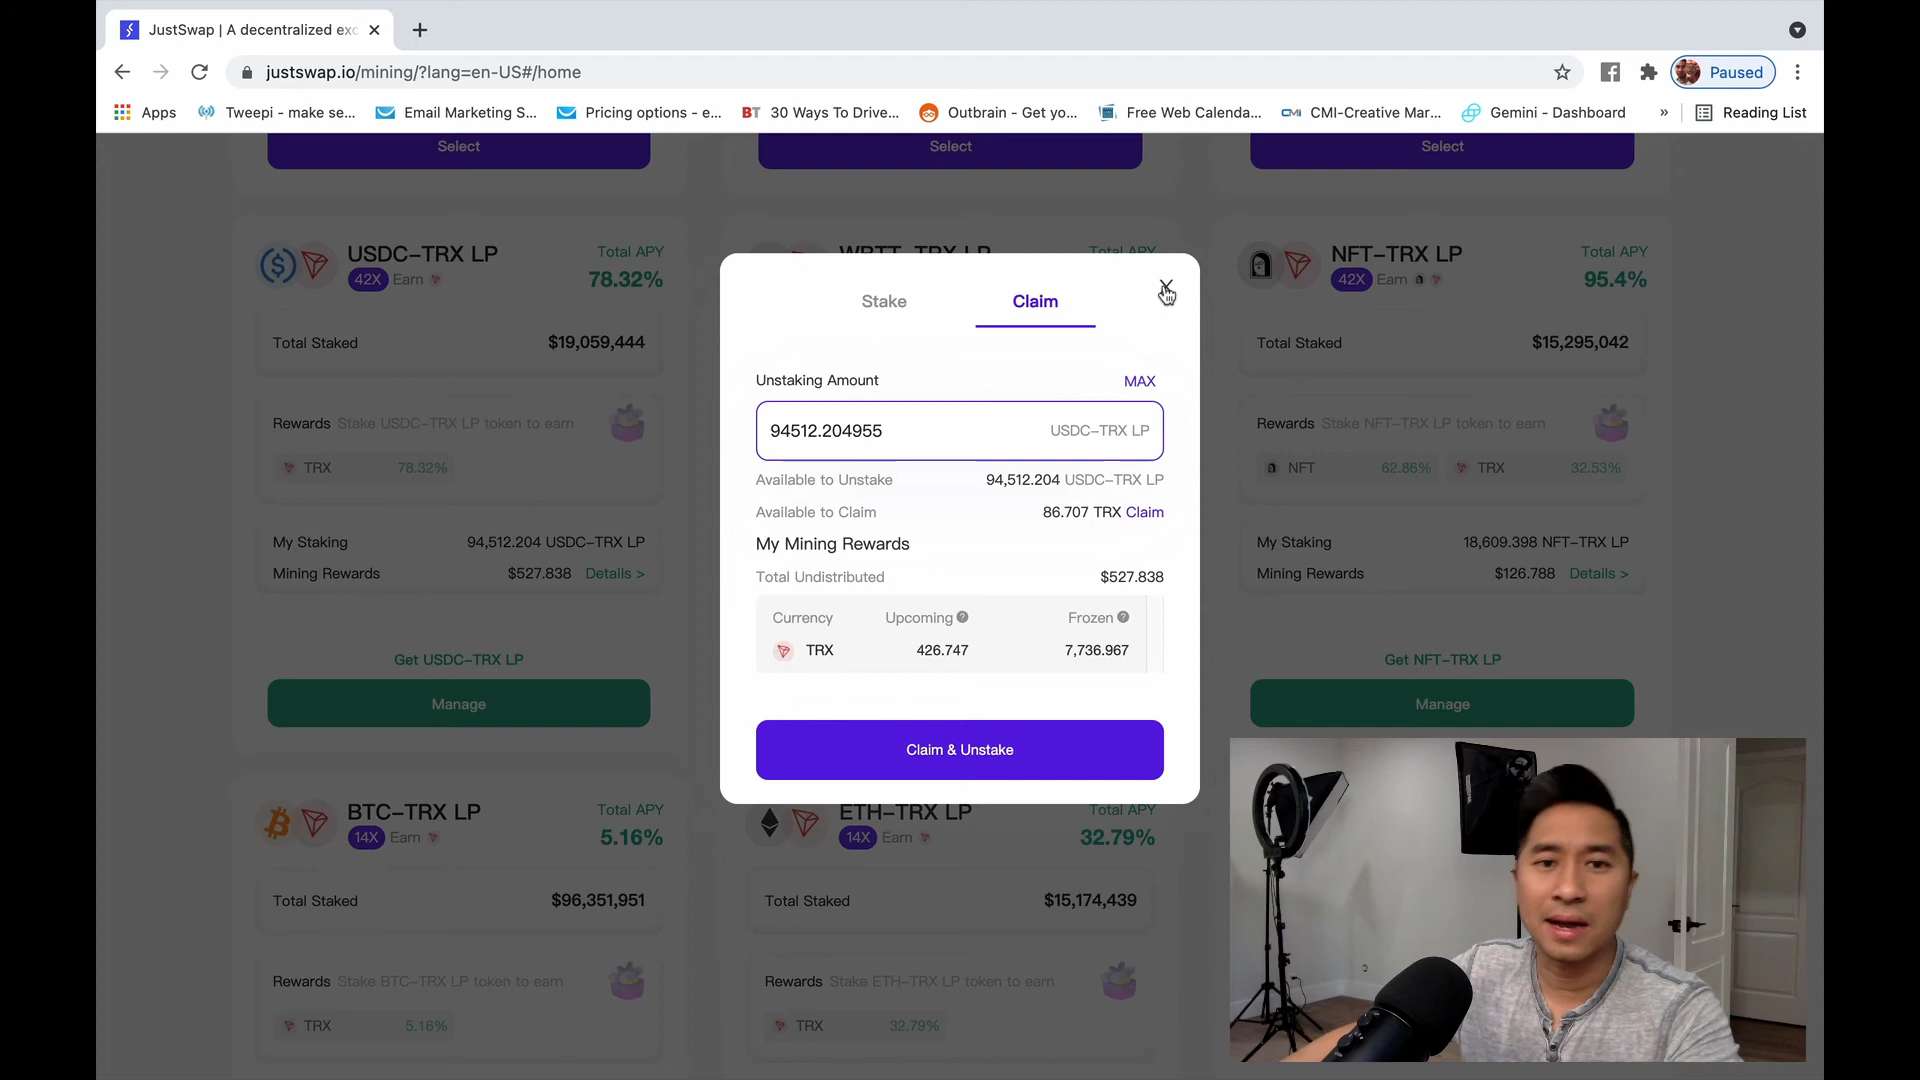 JustSwap | A decentralized exc
justswap.io/mining/?lang=en-US#/home
Paused
Apps
Tweepi - make se...
Email Marketing S...
Pricing options - e...
BT
30 Ways To Drive...
Outbrain - Get yo...
Free Web Calenda...
CMI
CMI-Creative Mar...
Gemini - Dashboard
»
Reading List
Select
Select
Select
USDC-TRX LP
Total APY
42X Earn
78.32%
Total Staked
$19,059,444
Rewards Stake USDC-TRX LP token to earn
TRX 78.32%
My Staking
94,512.204 USDC-TRX LP
Mining Rewards
$527.838 Details >
Get USDC-TRX LP
Manage
WBTT-TRX LP
Total APY
Stake
Claim
Unstaking Amount
MAX
94512.204955
USDC-TRX LP
Available to Unstake
94,512.204 USDC-TRX LP
Available to Claim
86.707 TRX Claim
My Mining Rewards
Total Undistributed
$527.838
Currency
Upcoming
Frozen
TRX
426.747
7,736.967
Claim & Unstake
NFT-TRX LP
Total APY
42X Earn
95.4%
Total Staked
$15,295,042
Rewards Stake NFT-TRX LP token to earn
NFT 62.86%
TRX 32.53%
My Staking
18,609.398 NFT-TRX LP
Mining Rewards
$126.788 Details >
Get NFT-TRX LP
Manage
BTC-TRX LP
Total APY
14X Earn
5.16%
Total Staked
$96,351,951
Rewards Stake BTC-TRX LP token to earn
TRX 5.16%
ETH-TRX LP
Total APY
14X Earn
32.79%
Total Staked
$15,174,439
Rewards Stake ETH-TRX LP token to earn
TRX 32.79%